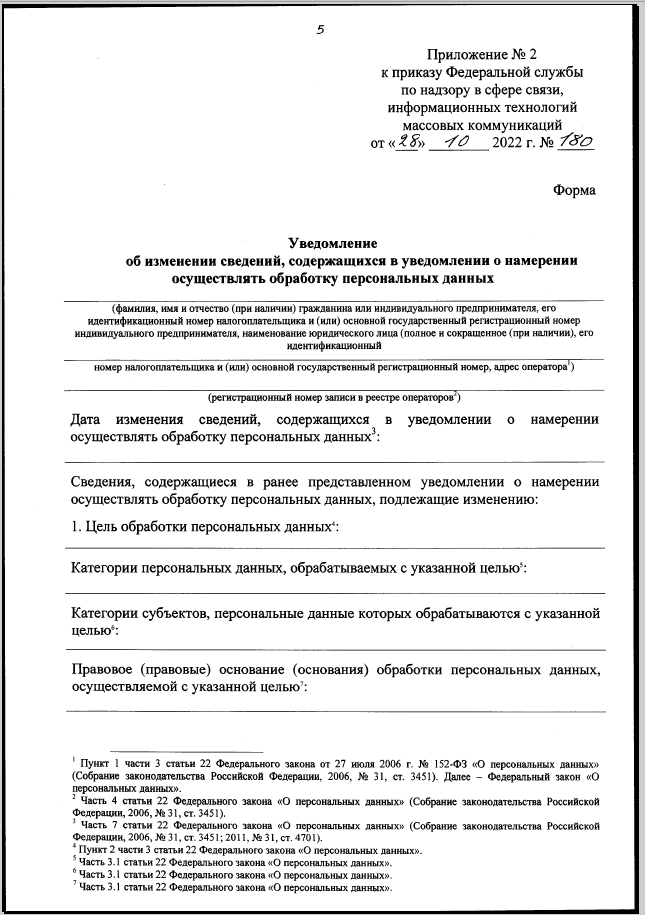 5
Приложение № 2
к приказу Федеральной службы
по надзору в сфере связи,
информационных технологий
массовых коммуникаций
от «28» 10 2022 г. № 180
Форма
Уведомление
об изменении сведений, содержащихся в уведомлении о намерении
осуществлять обработку персональных данных
(фамилия, имя и отчество (при наличии) гражданина или индивидуального предпринимателя, его
идентификационный номер налогоплательщика и (или) основной государственный регистрационный номер
индивидуального предпринимателя, наименование юридического лица (полное и сокращенное (при наличии), его
идентификационный
номер налогоплательщика и (или) основной государственный регистрационный номер, адрес оператора¹)
(регистрационный номер записи в реестре операторов²)
Дата изменения сведений, содержащихся в уведомлении о намерении
осуществлять обработку персональных данных³:
Сведения, содержащиеся в ранее представленном уведомлении о намерении
осуществлять обработку персональных данных, подлежащие изменению:
1. Цель обработки персональных данных⁴:
Категории персональных данных, обрабатываемых с указанной целью⁵:
Категории субъектов, персональные данные которых обрабатываются с указанной
целью⁶:
Правовое (правовые) основание (основания) обработки персональных данных,
осуществляемой с указанной целью⁷:
¹ Пункт 1 части 3 статьи 22 Федерального закона от 27 июля 2006 г. № 152-ФЗ «О персональных данных»
(Собрание законодательства Российской Федерации, 2006, № 31, ст. 3451). Далее – Федеральный закон «О
персональных данных».
² Часть 4 статьи 22 Федерального закона «О персональных данных» (Собрание законодательства Российской
Федерации, 2006, № 31, ст. 3451).
³ Часть 7 статьи 22 Федерального закона «О персональных данных» (Собрание законодательства Российской
Федерации, 2006, № 31, ст. 3451; 2011, № 31, ст. 4701).
⁴ Пункт 2 части 3 статьи 22 Федерального закона «О персональных данных».
⁵ Часть 3.1 статьи 22 Федерального закона «О персональных данных».
⁶ Часть 3.1 статьи 22 Федерального закона «О персональных данных».
⁷ Часть 3.1 статьи 22 Федерального закона «О персональных данных».